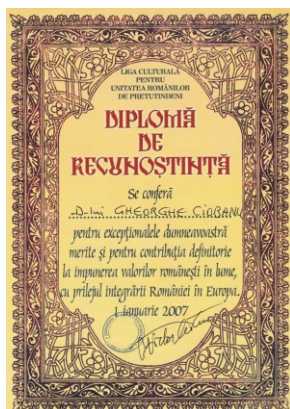 LIGA CULTURALĂ
PENTRU
UNITATEA ROMÂNILOR
DE PRETUTINDENI
DIPLOMĂ
DE
RECUNOȘTINȚĂ
Se conferă
D-lui GHEORGHE CIORANU
pentru excepționalele dumneavoastră
merite și pentru contribuția definitorie
la impunerea valorilor românești în lume,
cu prilejul integrării României în Europa.
1 ianuarie 2007